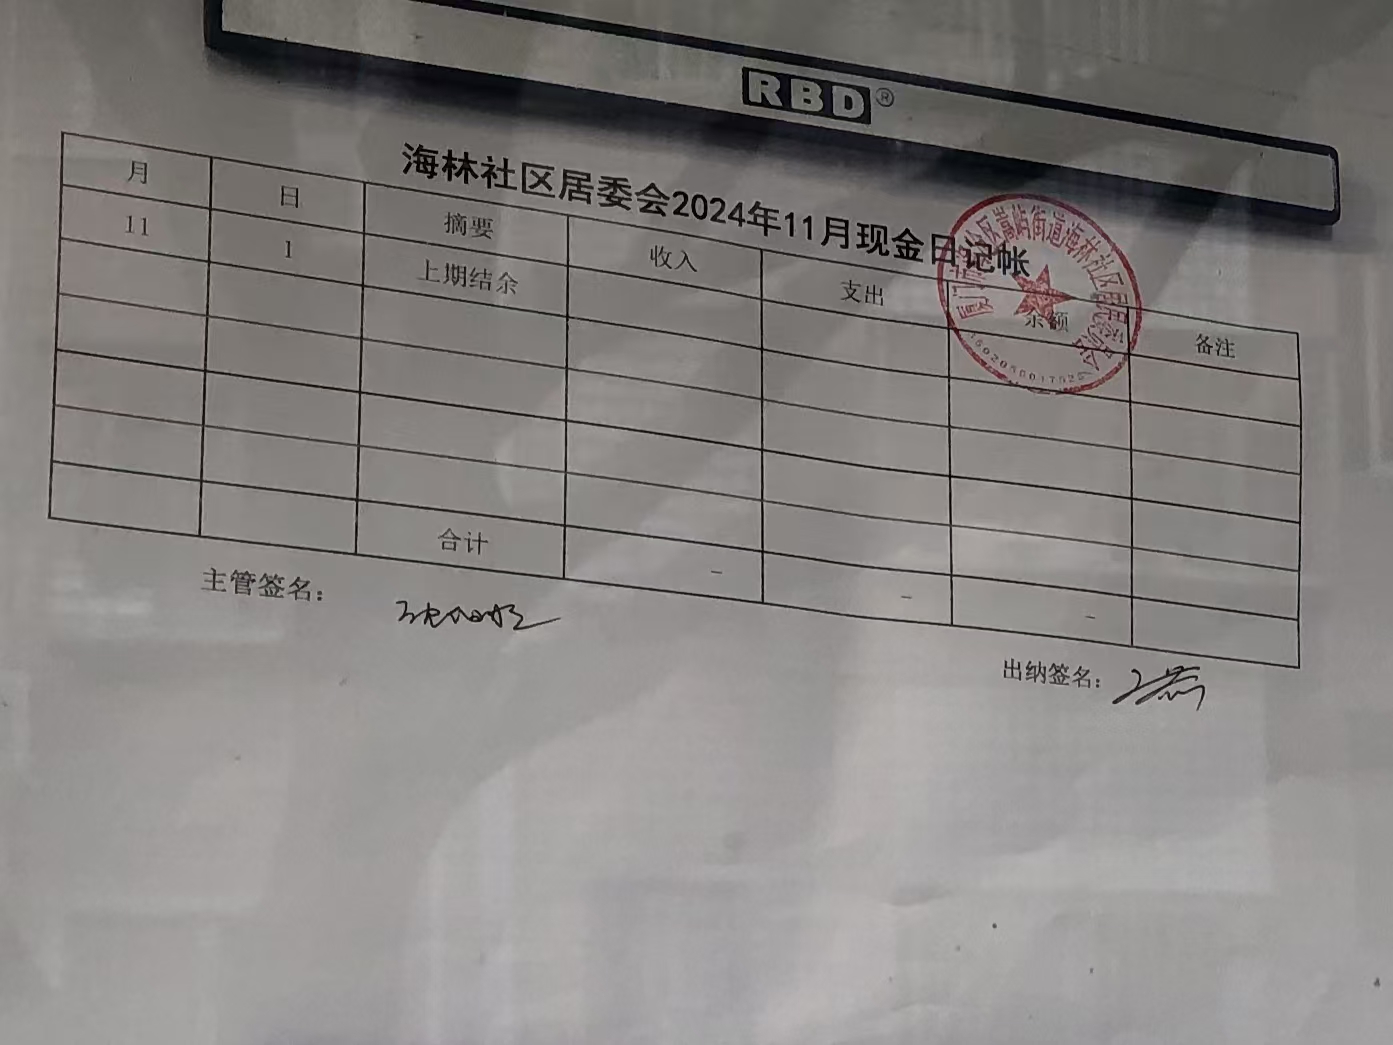 RBD®
海林社区居委会2024年11月现金日记帐
月 日 摘要 收入 支出 余额 备注
11 1 上期结余
合计 – – –
主管签名：
出纳签名：